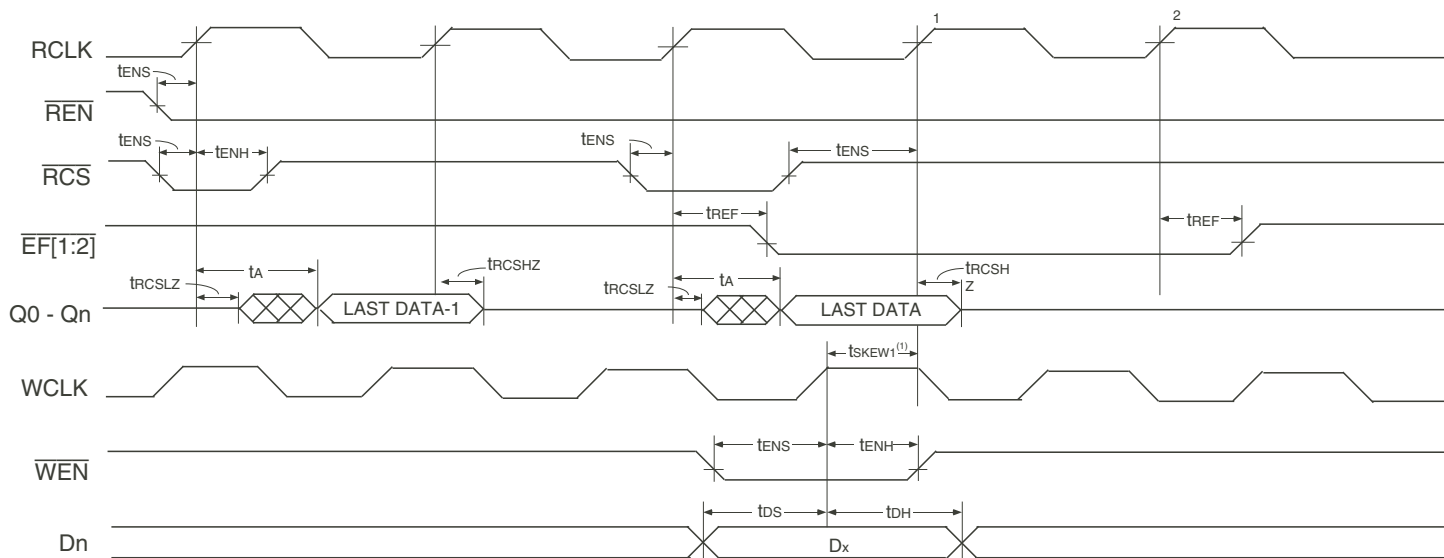 1 2
RCLK
tENS
REN
tENS tENH tENS tENS
RCS
tREF tREF
EF[1:2]
tRCSLZ tA tRCSHZ tRCSLZ tA tRCSH
Z
Q0 - Qn LAST DATA-1 LAST DATA
tSKEW1(1)
WCLK
tENS tENH
WEN
tDS tDH
Dn Dx